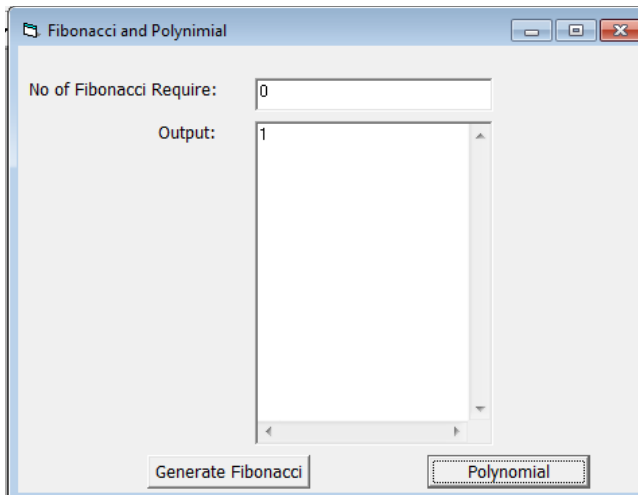 Fibonacci and Polynimial
No of Fibonacci Require: 0
Output: 1
Generate Fibonacci Polynomial